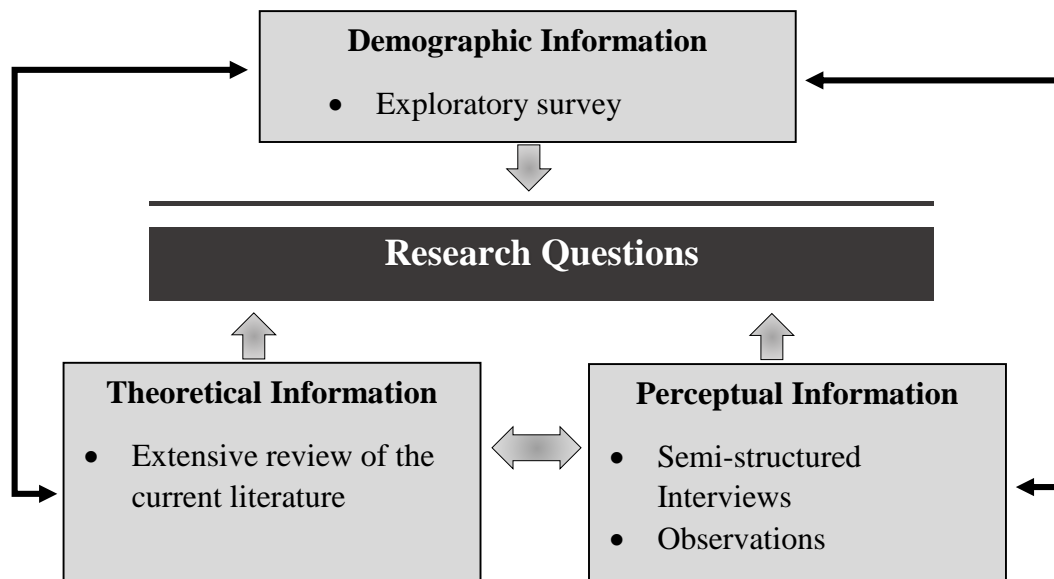 Demographic Information
• Exploratory survey
Research Questions
Theoretical Information
• Extensive review of the
current literature
Perceptual Information
• Semi-structured
Interviews
• Observations